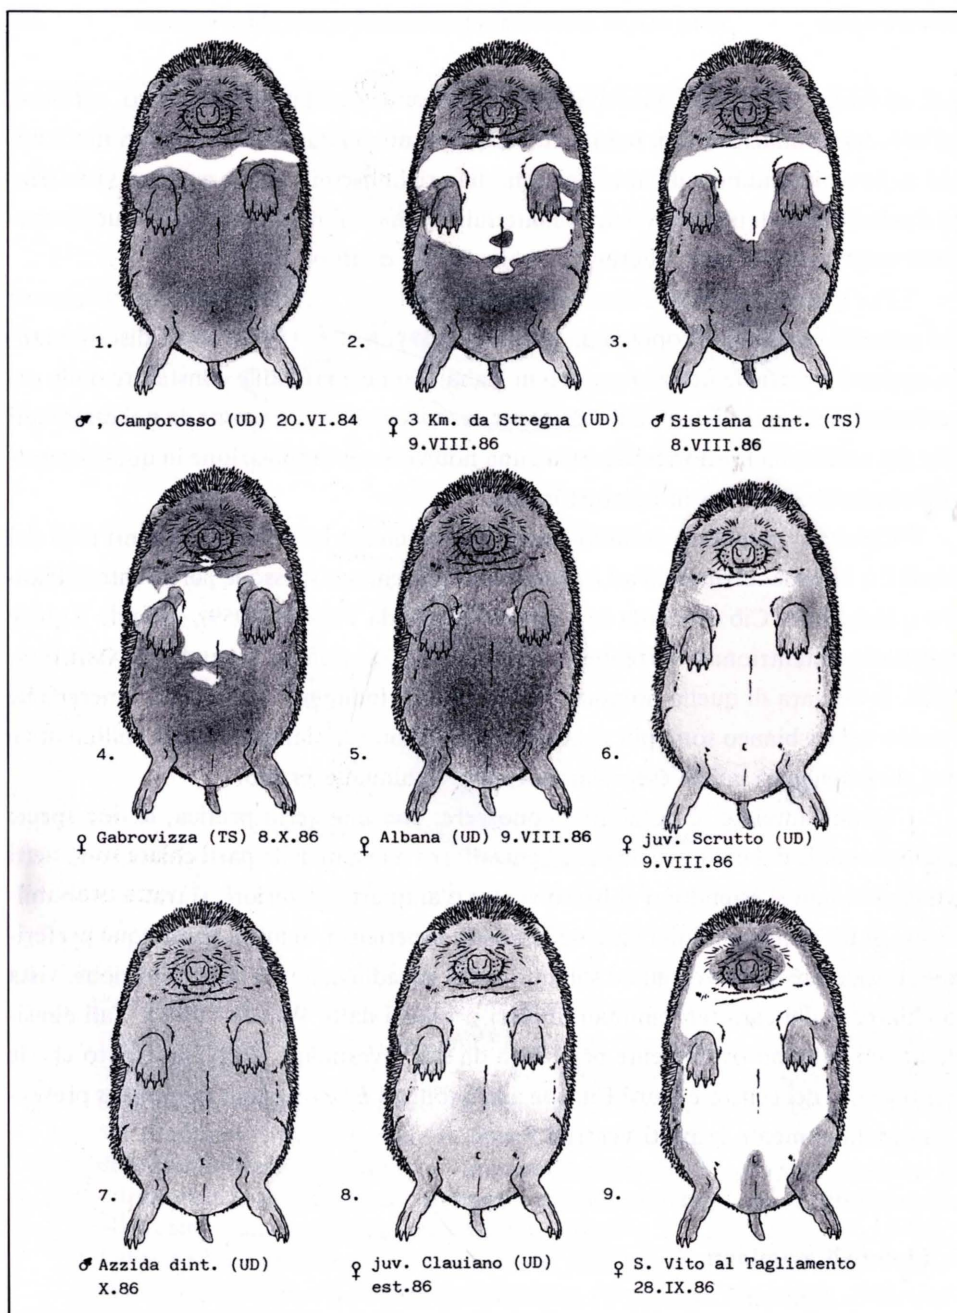 1.
2.
3.
♂, Camporosso (UD) 20.VI.84
♀ 3 Km. da Stregna (UD)
9.VIII.86
♂ Sistiana dint. (TS)
8.VIII.86
4.
5.
6.
♀ Gabrovizza (TS) 8.X.86
♀ Albana (UD) 9.VIII.86
♀ juv. Scrutto (UD)
9.VIII.86
7.
8.
9.
♂ Azzida dint. (UD)
X.86
♀ juv. Clauiano (UD)
est.86
♀ S. Vito al Tagliamento
28.IX.86